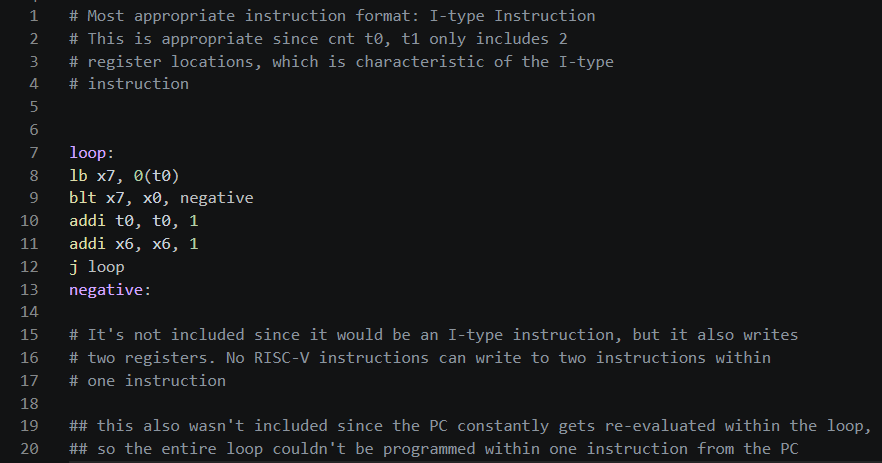 1 # Most appropriate instruction format: I-type Instruction
2 # This is appropriate since cnt t0, t1 only includes 2
3 # register locations, which is characteristic of the I-type
4 # instruction
5
6
7 loop:
8 lb x7, 0(t0)
9 blt x7, x0, negative
10 addi t0, t0, 1
11 addi x6, x6, 1
12 j loop
13 negative:
14
15 # It's not included since it would be an I-type instruction, but it also writes
16 # two registers. No RISC-V instructions can write to two instructions within
17 # one instruction
18
19 ## this also wasn't included since the PC constantly gets re-evaluated within the loop,
20 ## so the entire loop couldn't be programmed within one instruction from the PC